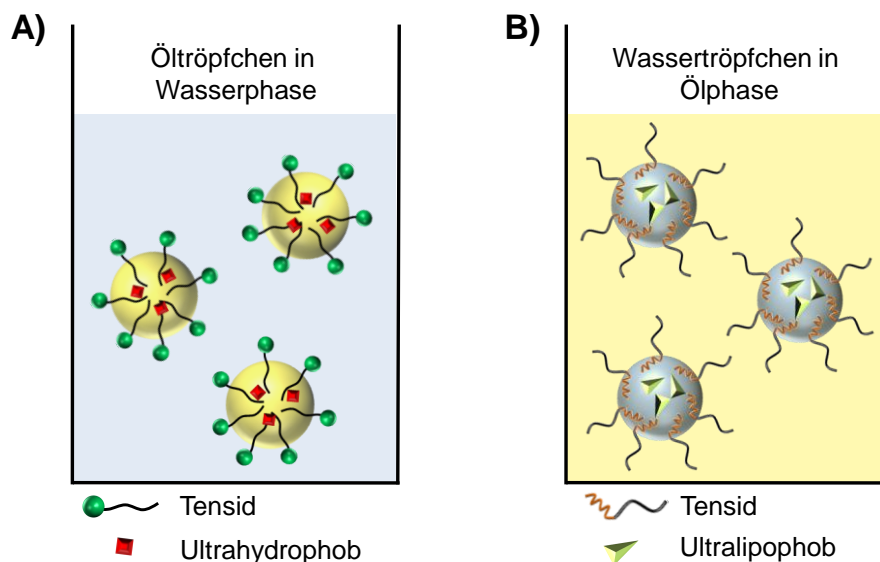 A)
Öltröpfchen in
Wasserphase
Tensid
Ultrahydrophob
B)
Wassertröpfchen in
Ölphase
Tensid
Ultralipophob